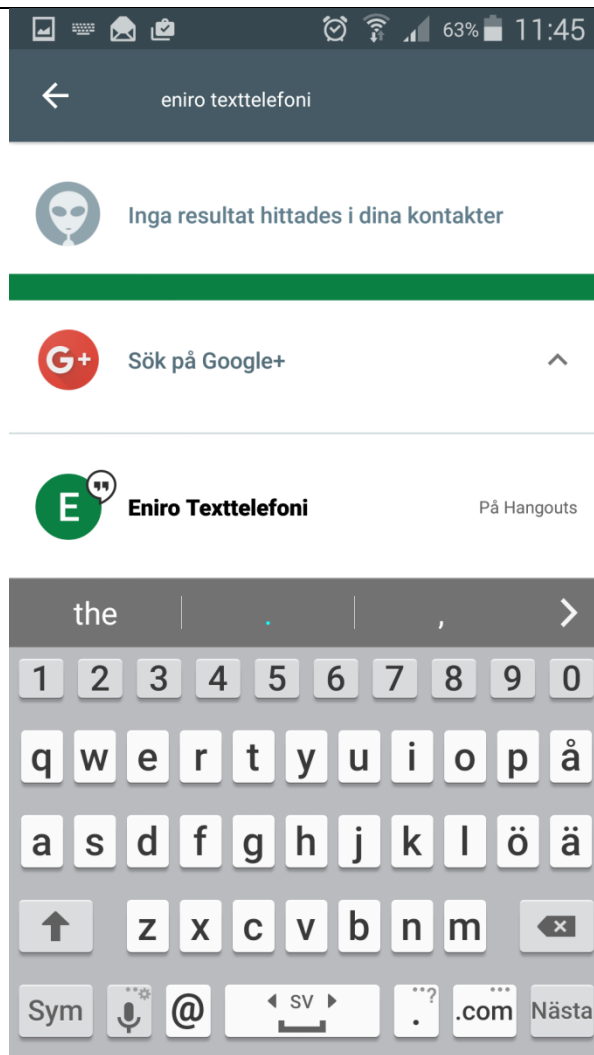 63% 11:45
eniro texttelefoni
Inga resultat hittades i dina kontakter
G+ Sök på Google+
E Eniro Texttelefoni På Hangouts
the . ,
1 2 3 4 5 6 7 8 9 0
q w e r t y u i o p å
a s d f g h j k l ö ä
z x c v b n m
Sym @ SV . ? .com Nästa